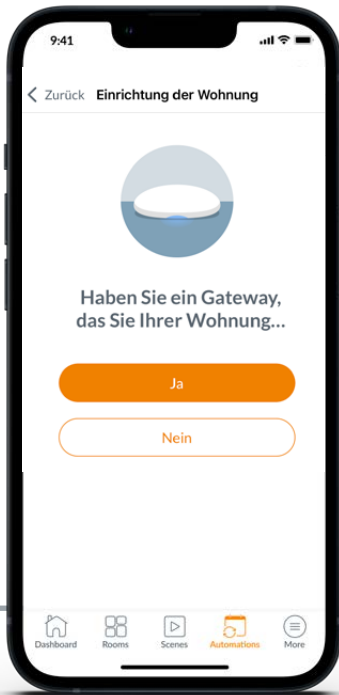 9:41
Zurück Einrichtung der Wohnung
Haben Sie ein Gateway,
das Sie Ihrer Wohnung...
Ja
Nein
Dashboard Rooms Scenes Automations More